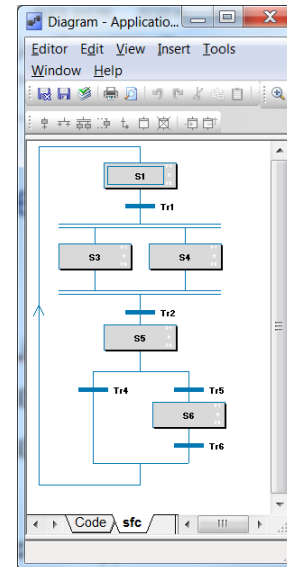 Diagram - Applicatio...
Editor Edit View Insert Tools
Window Help
S1
Tr1
S3 S4
Tr2
S5
Tr4 Tr5
S6
Tr6
Code sfc